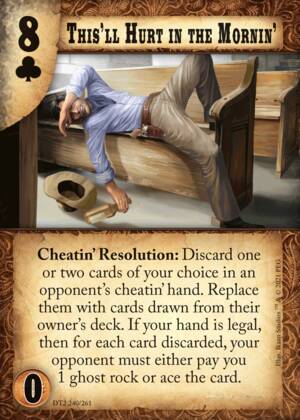 8
This'll Hurt in the Mornin'
Cheatin' Resolution: Discard one
or two cards of your choice in an
opponent's cheatin' hand. Replace
them with cards drawn from their
owner's deck. If your hand is legal,
then for each card discarded, your
opponent must either pay you
1 ghost rock or ace the card.
0
DT2 240/261
© 2021 PEG